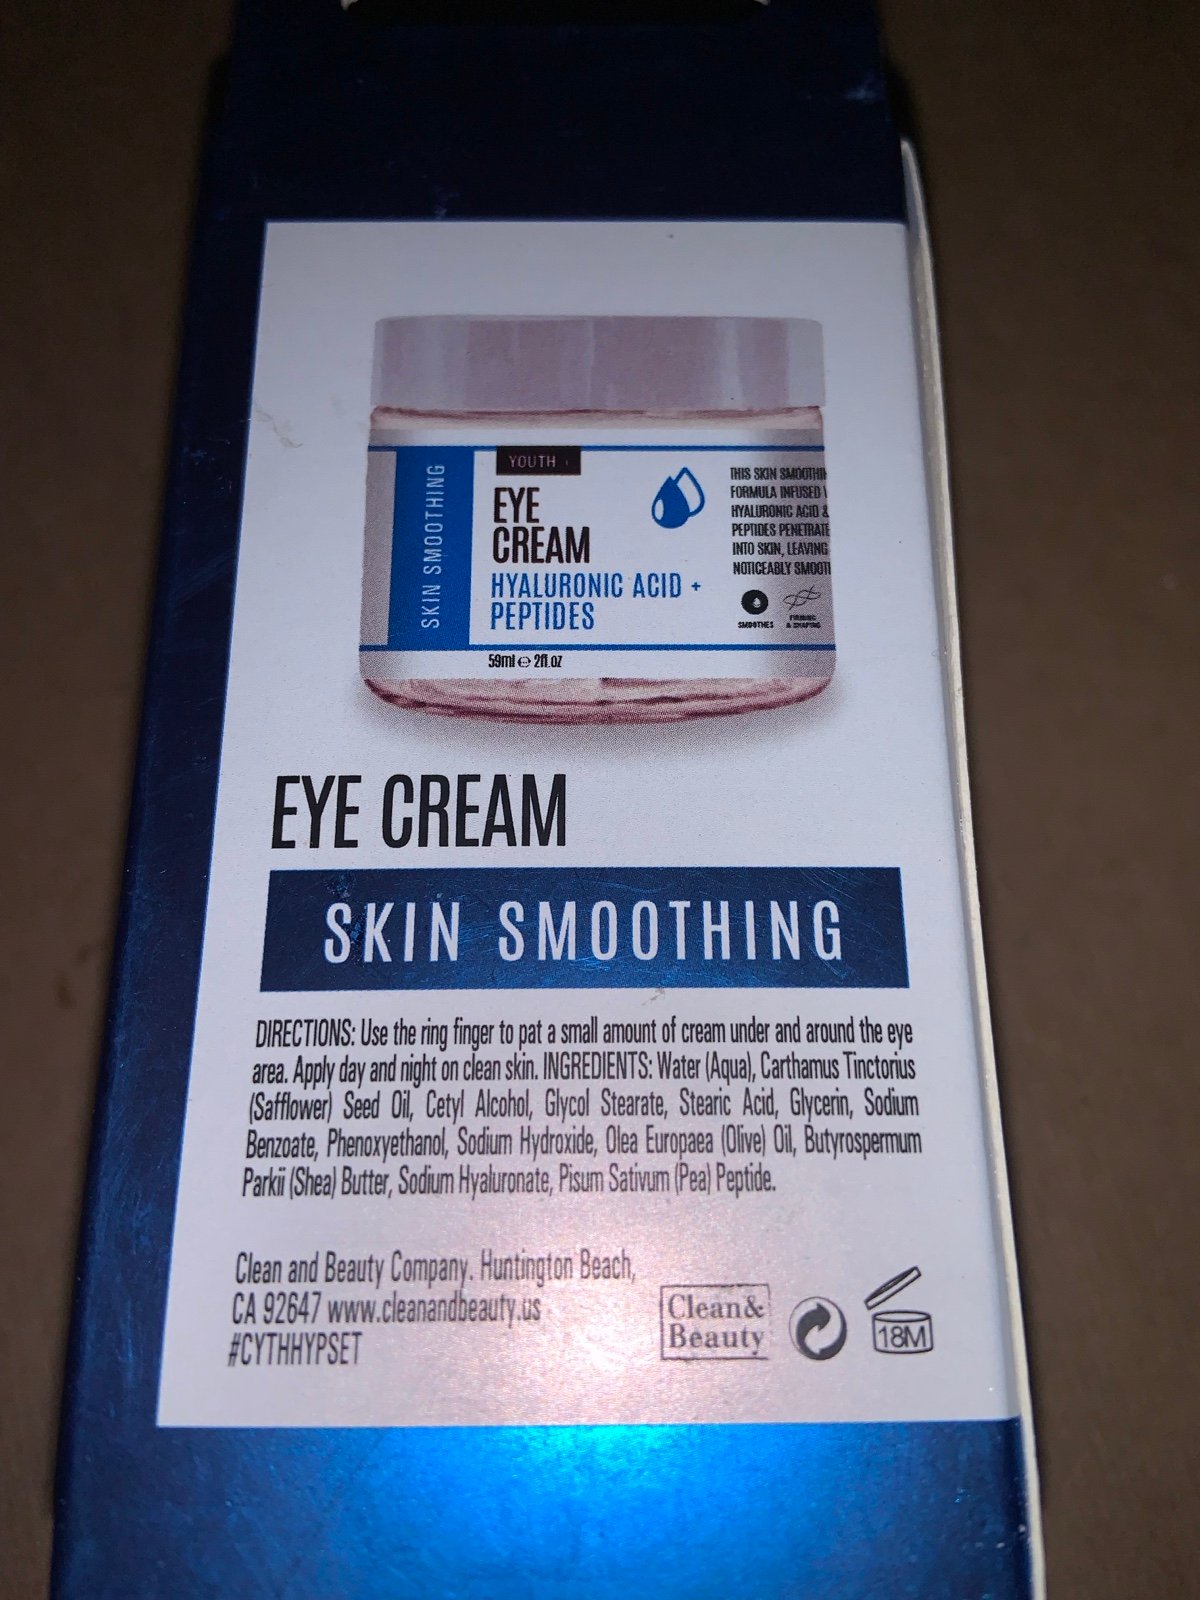 YOUTH
SKIN SMOOTHING
EYE
CREAM
HYALURONIC ACID +
PEPTIDES
59ml e 2fl.oz
THIS SKIN SMOOTHIN
FORMULA INFUSED
HYALURONIC ACID &
PEPTIDES PENETRATE
INTO SKIN, LEAVING
NOTICEABLY SMOOT
SMOOTHES
FIRMING
& SHAPING
EYE CREAM
SKIN SMOOTHING
DIRECTIONS: Use the ring finger to pat a small amount of cream under and around the eye
area. Apply day and night on clean skin. INGREDIENTS: Water (Aqua), Carthamus Tinctorius
(Safflower) Seed Oil, Cetyl Alcohol, Glycol Stearate, Stearic Acid, Glycerin, Sodium
Benzoate, Phenoxyethanol, Sodium Hydroxide, Olea Europaea (Olive) Oil, Butyrospermum
Parkii (Shea) Butter, Sodium Hyaluronate, Pisum Sativum (Pea) Peptide.
Clean and Beauty Company. Huntington Beach,
CA 92647 www.cleanandbeauty.us
#CYTHHYPSET
Clean&
Beauty
18M